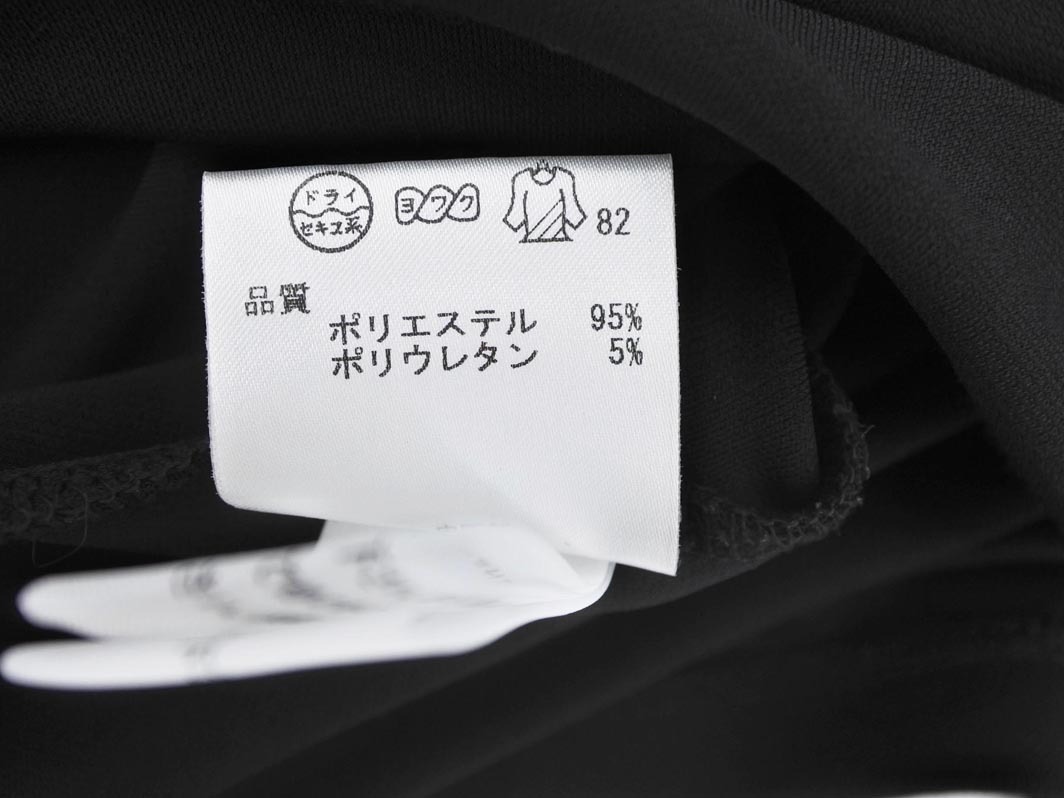 ドライ
セキユ系
ヨワク
82
品質
ポリエステル 95%
ポリウレタン 5%